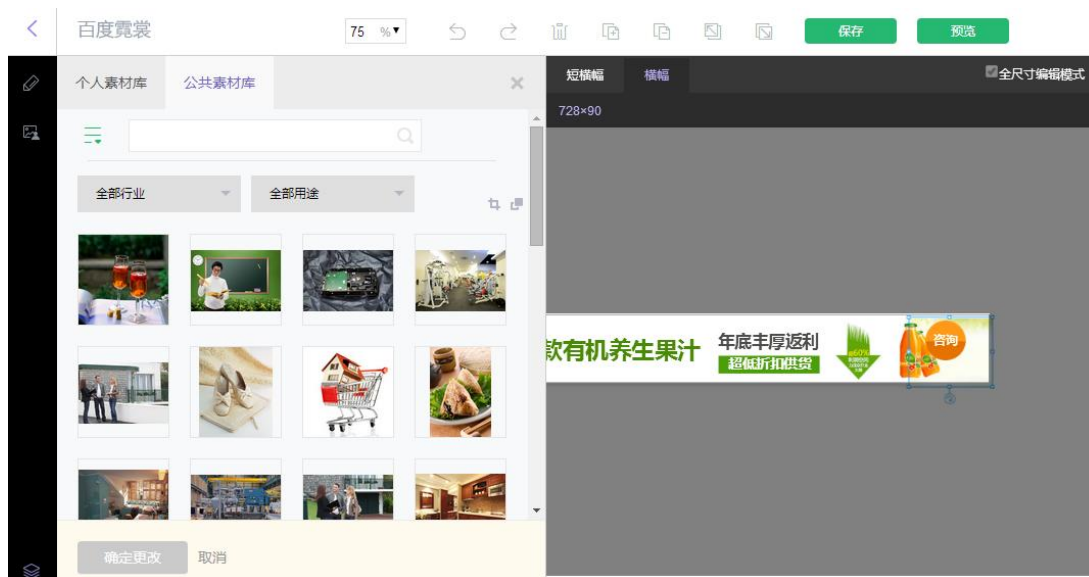 百度霓裳
75 %
保存
预览
个人素材库
公共素材库
短横幅
横幅
全尺寸编辑模式
728×90
全部行业
全部用途
款有机养生果汁
年底丰厚返利
超低折扣供货
咨询
确定更改
取消